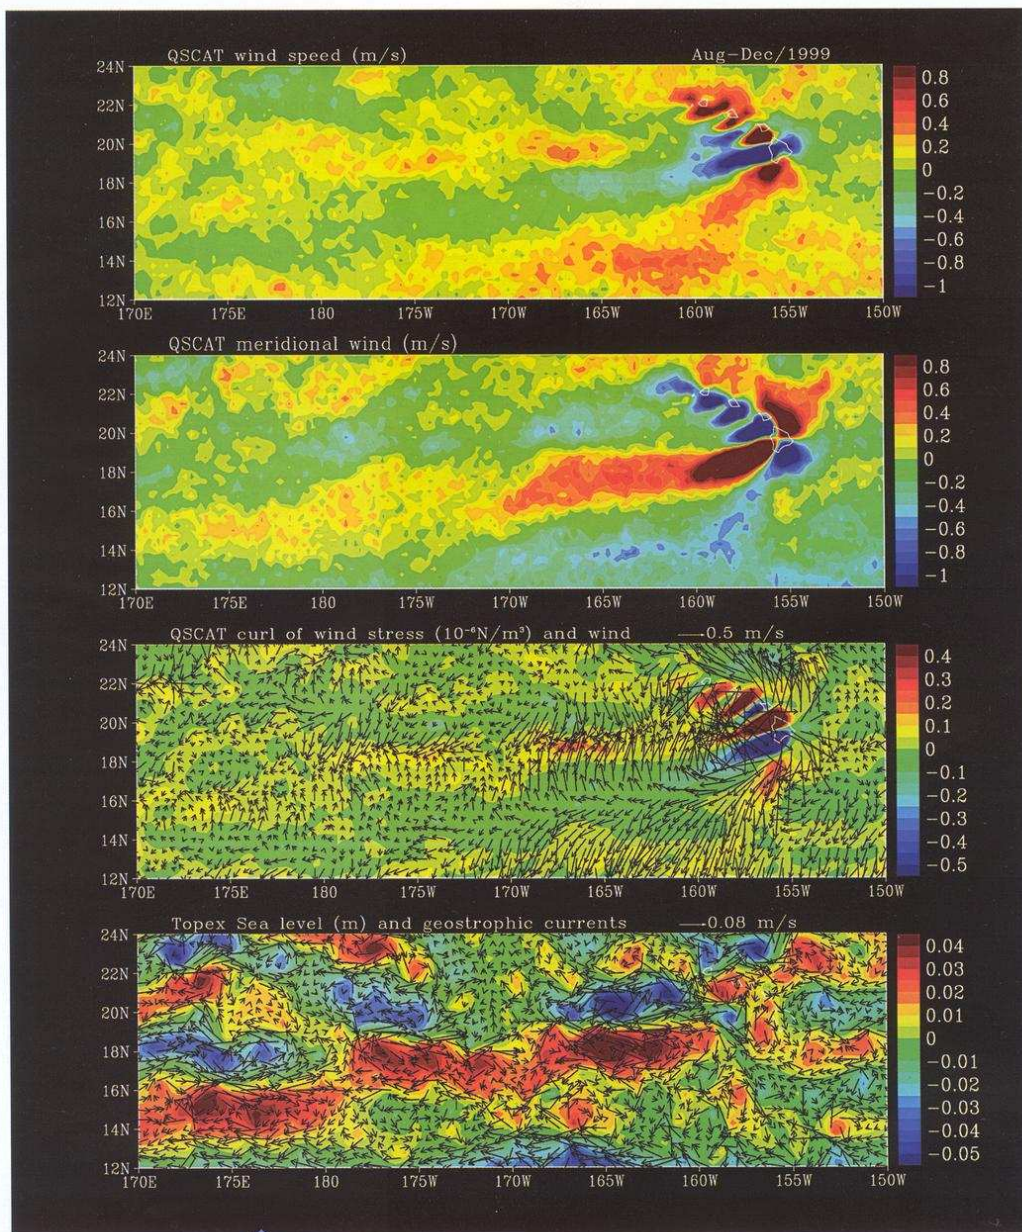 QSCAT wind speed (m/s) Aug-Dec/1999
24N 22N 20N 18N 16N 14N 12N
0.8 0.6 0.4 0.2 0 -0.2 -0.4 -0.6 -0.8 -1
170E 175E 180 175W 170W 165W 160W 155W 150W
QSCAT meridional wind (m/s)
24N 22N 20N 18N 16N 14N 12N
0.8 0.6 0.4 0.2 0 -0.2 -0.4 -0.6 -0.8 -1
170E 175E 180 175W 170W 165W 160W 155W 150W
QSCAT curl of wind stress (10⁻⁶N/m³) and wind 0.5 m/s
24N 22N 20N 18N 16N 14N 12N
0.4 0.3 0.2 0.1 0 -0.1 -0.2 -0.3 -0.4 -0.5
170E 175E 180 175W 170W 165W 160W 155W 150W
Topex Sea level (m) and geostrophic currents 0.08 m/s
24N 22N 20N 18N 16N 14N 12N
0.04 0.03 0.02 0.01 0 -0.01 -0.02 -0.03 -0.04 -0.05
170E 175E 180 175W 170W 165W 160W 155W 150W